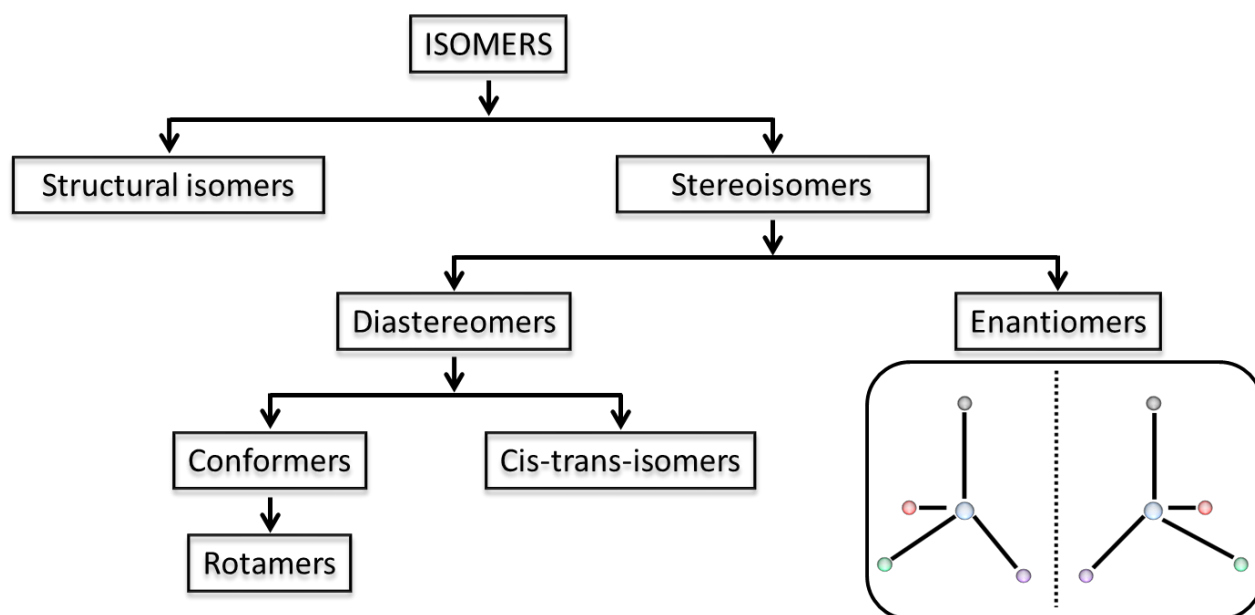 ISOMERS
Structural isomers
Stereoisomers
Diastereomers
Enantiomers
Conformers
Cis-trans-isomers
Rotamers